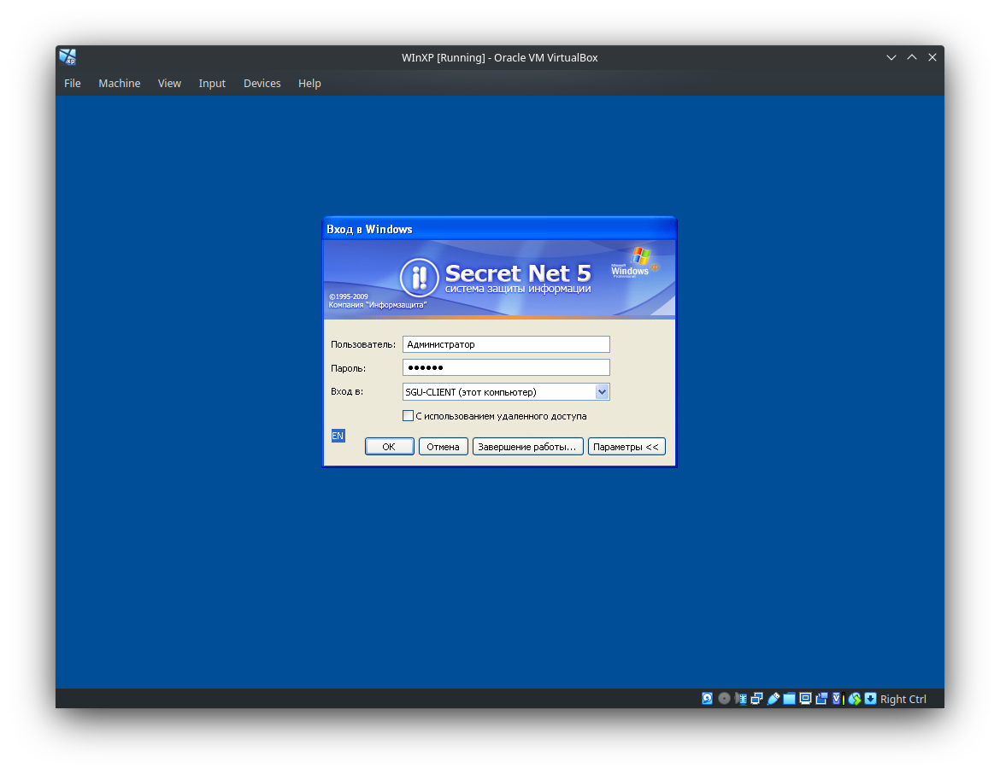 WInXP [Running] - Oracle VM VirtualBox
File Machine View Input Devices Help
Вход в Windows
Secret Net 5
система защиты информации
Microsoft
Windows xp
Professional
©1995-2009
Компания "Информзащита"
Пользователь: Администратор
Пароль: ●●●●●●
Вход в: SGU-CLIENT (этот компьютер)
С использованием удаленного доступа
EN
OK Отмена Завершение работы... Параметры <<
Right Ctrl